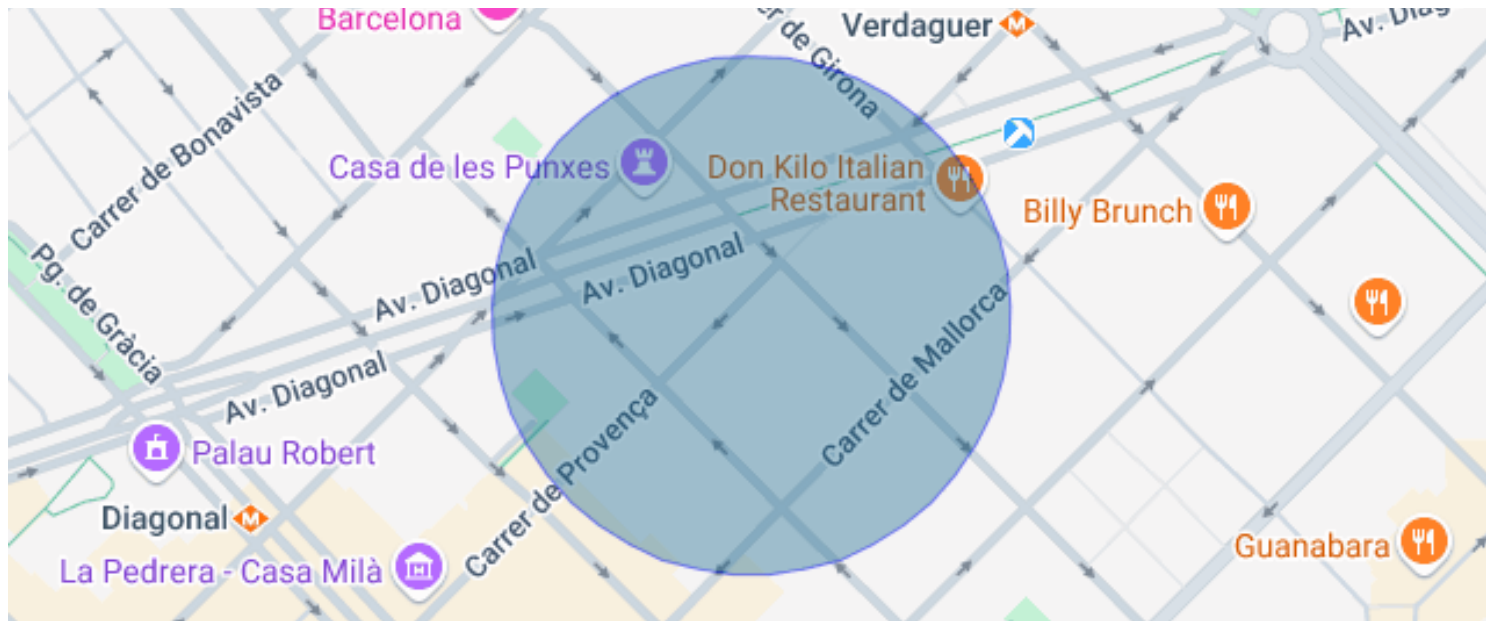 Barcelona
Verdaguer
Av. Diag
er de Girona
Carrer de Bonavista
Casa de les Punxes
Don Kilo Italian
Restaurant
Billy Brunch
Pg. de Gràcia
Av. Diagonal
Av. Diagonal
Av. Diagonal
Carrer de Mallorca
Palau Robert
Carrer de Provença
Diagonal
La Pedrera - Casa Milà
Guanabara